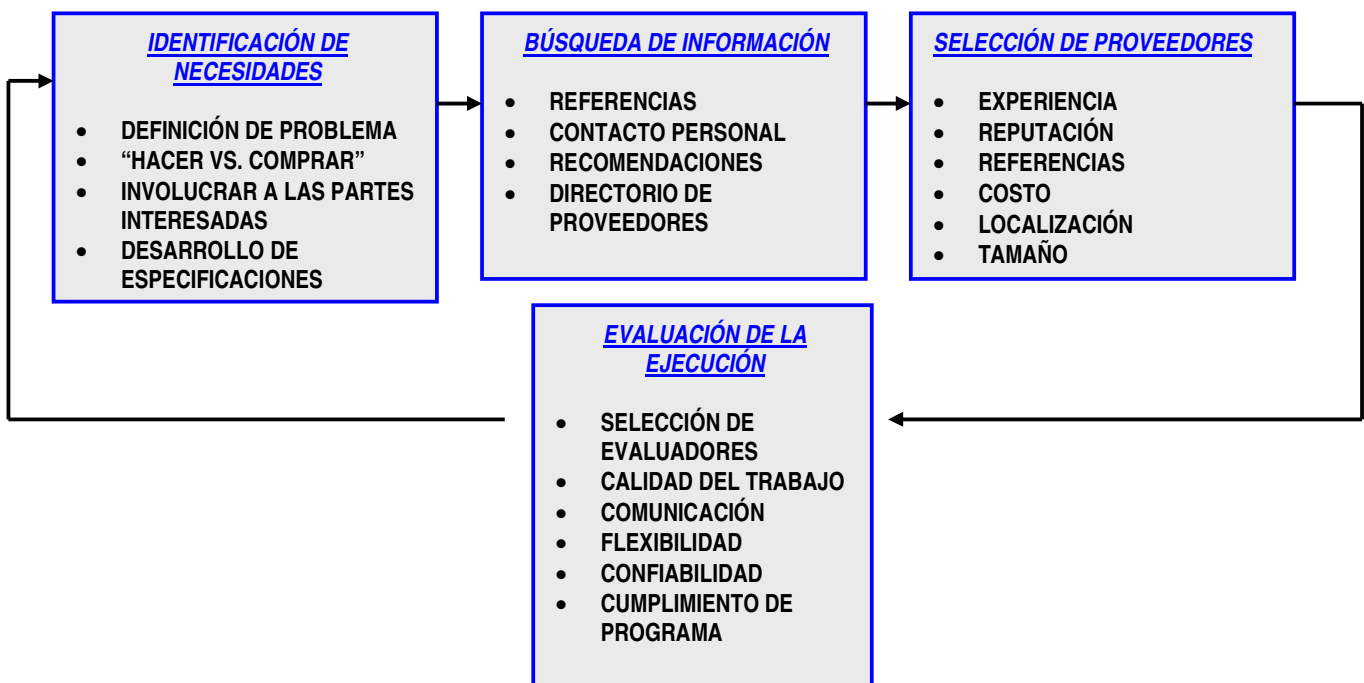 IDENTIFICACIÓN DE
NECESIDADES
• DEFINICIÓN DE PROBLEMA
• “HACER VS. COMPRAR”
• INVOLUCRAR A LAS PARTES
INTERESADAS
• DESARROLLO DE
ESPECIFICACIONES
BÚSQUEDA DE INFORMACIÓN
• REFERENCIAS
• CONTACTO PERSONAL
• RECOMENDACIONES
• DIRECTORIO DE
PROVEEDORES
SELECCIÓN DE PROVEEDORES
• EXPERIENCIA
• REPUTACIÓN
• REFERENCIAS
• COSTO
• LOCALIZACIÓN
• TAMAÑO
EVALUACIÓN DE LA
EJECUCIÓN
• SELECCIÓN DE
EVALUADORES
• CALIDAD DEL TRABAJO
• COMUNICACIÓN
• FLEXIBILIDAD
• CONFIABILIDAD
• CUMPLIMIENTO DE
PROGRAMA